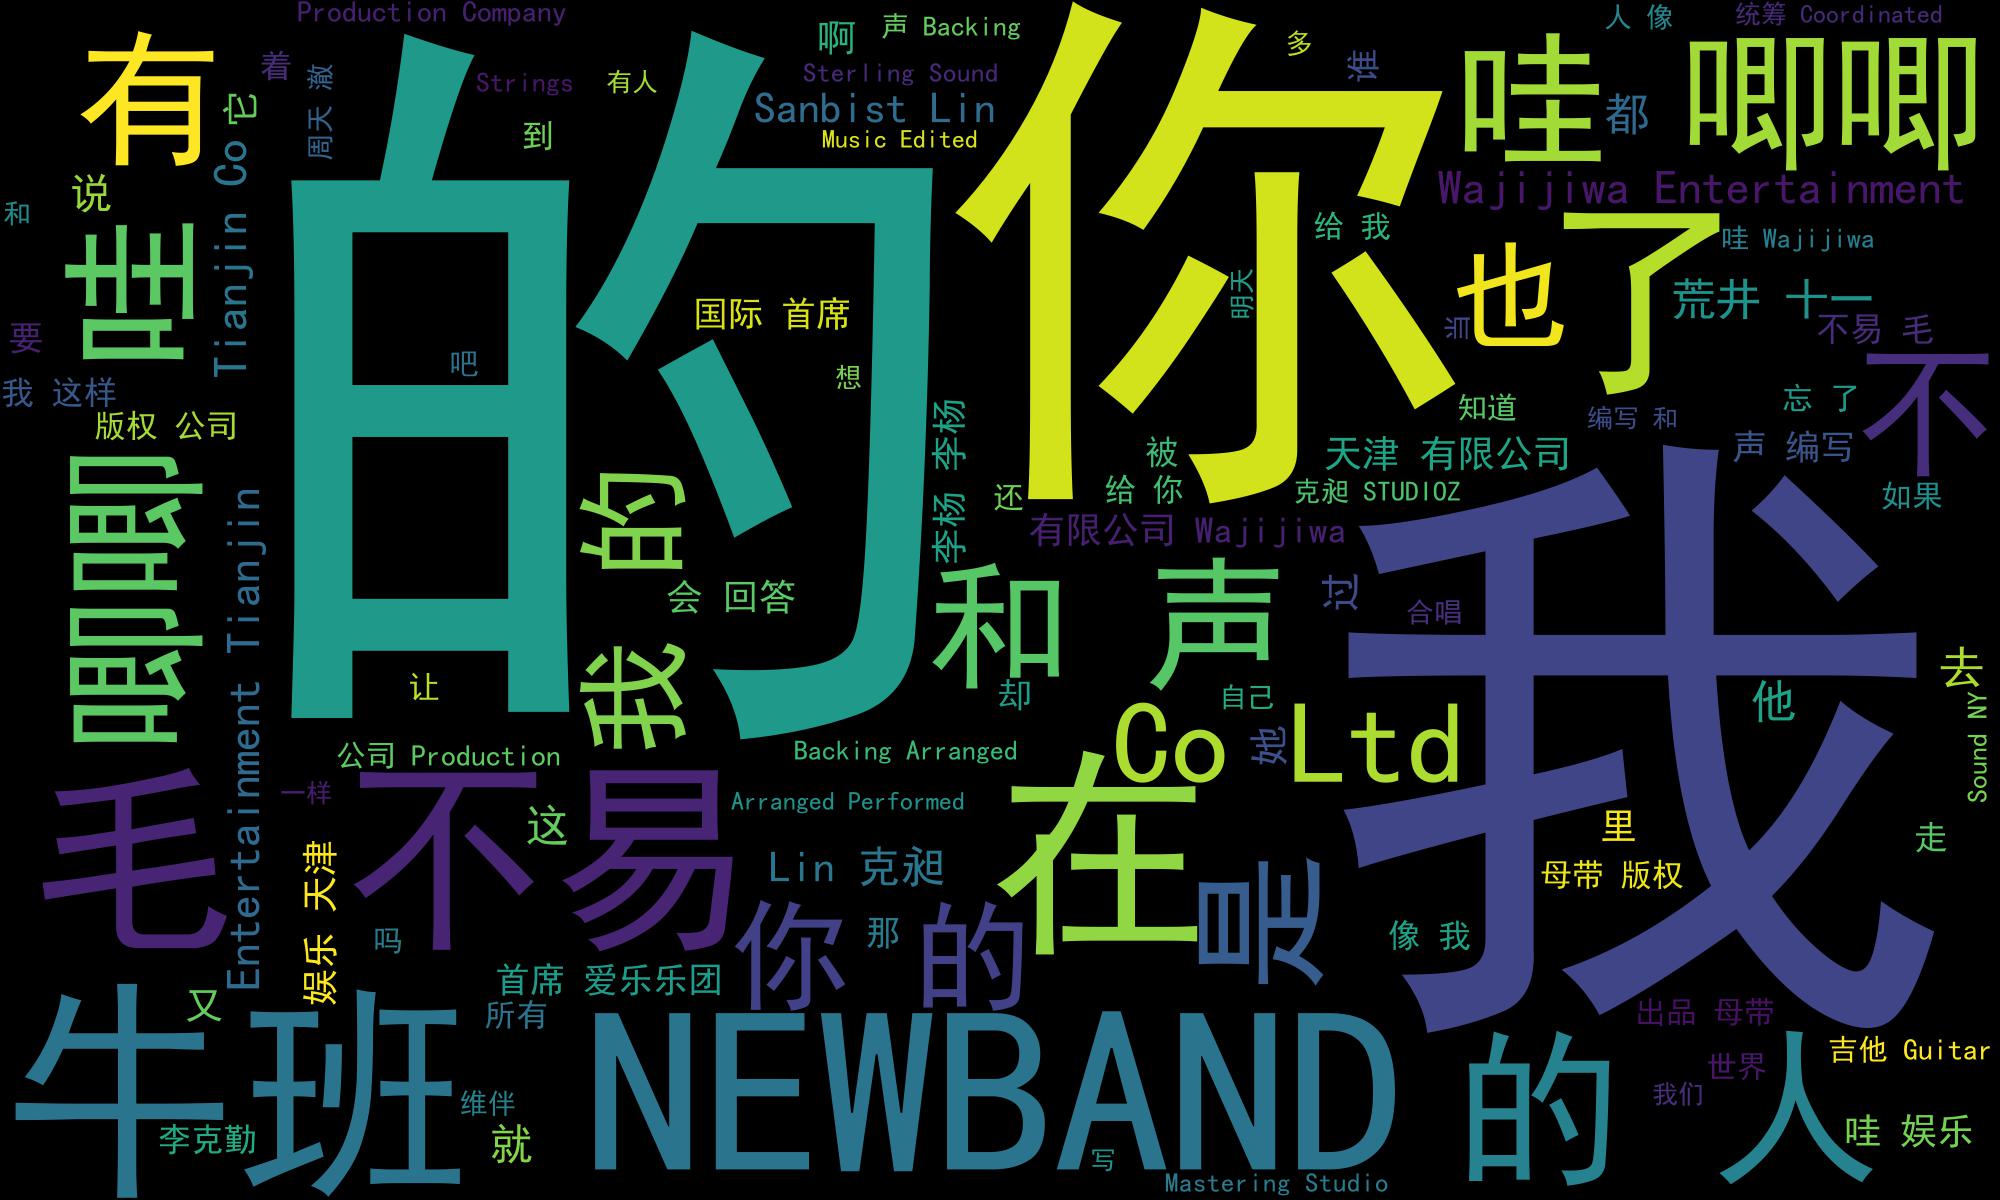 Production Company
声 Backing
多
人 像
统筹 Coordinated
有
着
周天 澈
Strings
有人
啊
Sterling Sound
Sanbist Lin
Music Edited
到
谁
哇
都
唧唧
Wajijiwa Entertainment
它
Tianjin Co
说
和
哇
的
你
给 我
明天
当
也
了
哇 Wajijiwa
荒井 十一
不易 毛
国际 首席
吧
想
要
我 这样
版权 公司
李杨 李杨
知道
编写 和
忘 了
不
声 编写
被
天津 有限公司
给 你
克昶 STUDIOZ
如果
还
有限公司 Wajijiwa
唧唧
Entertainment Tianjin
我 的
会 回答
和 声
过
合唱
我
让
却
自己
他
去
Sound NY
公司 Production
Backing Arranged
Co Ltd
她
一样
毛 不易
这
Arranged Performed
在
里
走
娱乐 天津
Lin 克昶
母带 版权
是
吗
你 的
那
像 我
首席 爱乐乐团
又
所有
出品 母带
牛班 NEWBAND
的 人
吉他 Guitar
世界
我们
维伴
李克勤
就
写
哇 娱乐
Mastering Studio